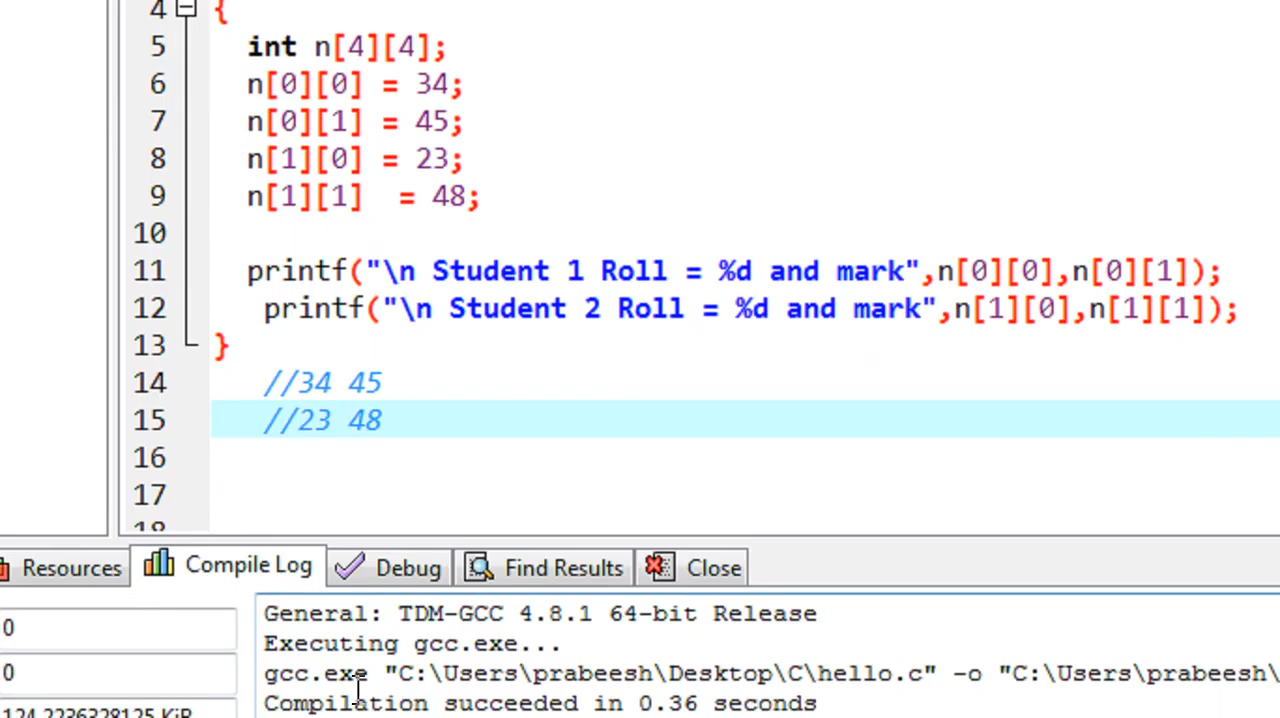 4 {
5 int n[4][4];
6 n[0][0] = 34;
7 n[0][1] = 45;
8 n[1][0] = 23;
9 n[1][1]  = 48;
10
11 printf("\n Student 1 Roll = %d and mark",n[0][0],n[0][1]);
12 printf("\n Student 2 Roll = %d and mark",n[1][0],n[1][1]);
13 }
14 //34 45
15 //23 48
16
17
18
Resources Compile Log Debug Find Results Close
0
0
124.2236328125 KiB
General: TDM-GCC 4.8.1 64-bit Release
Executing gcc.exe...
gcc.exe "C:\Users\prabeesh\Desktop\C\hello.c" -o "C:\Users\prabeesh\
Compilation succeeded in 0.36 seconds